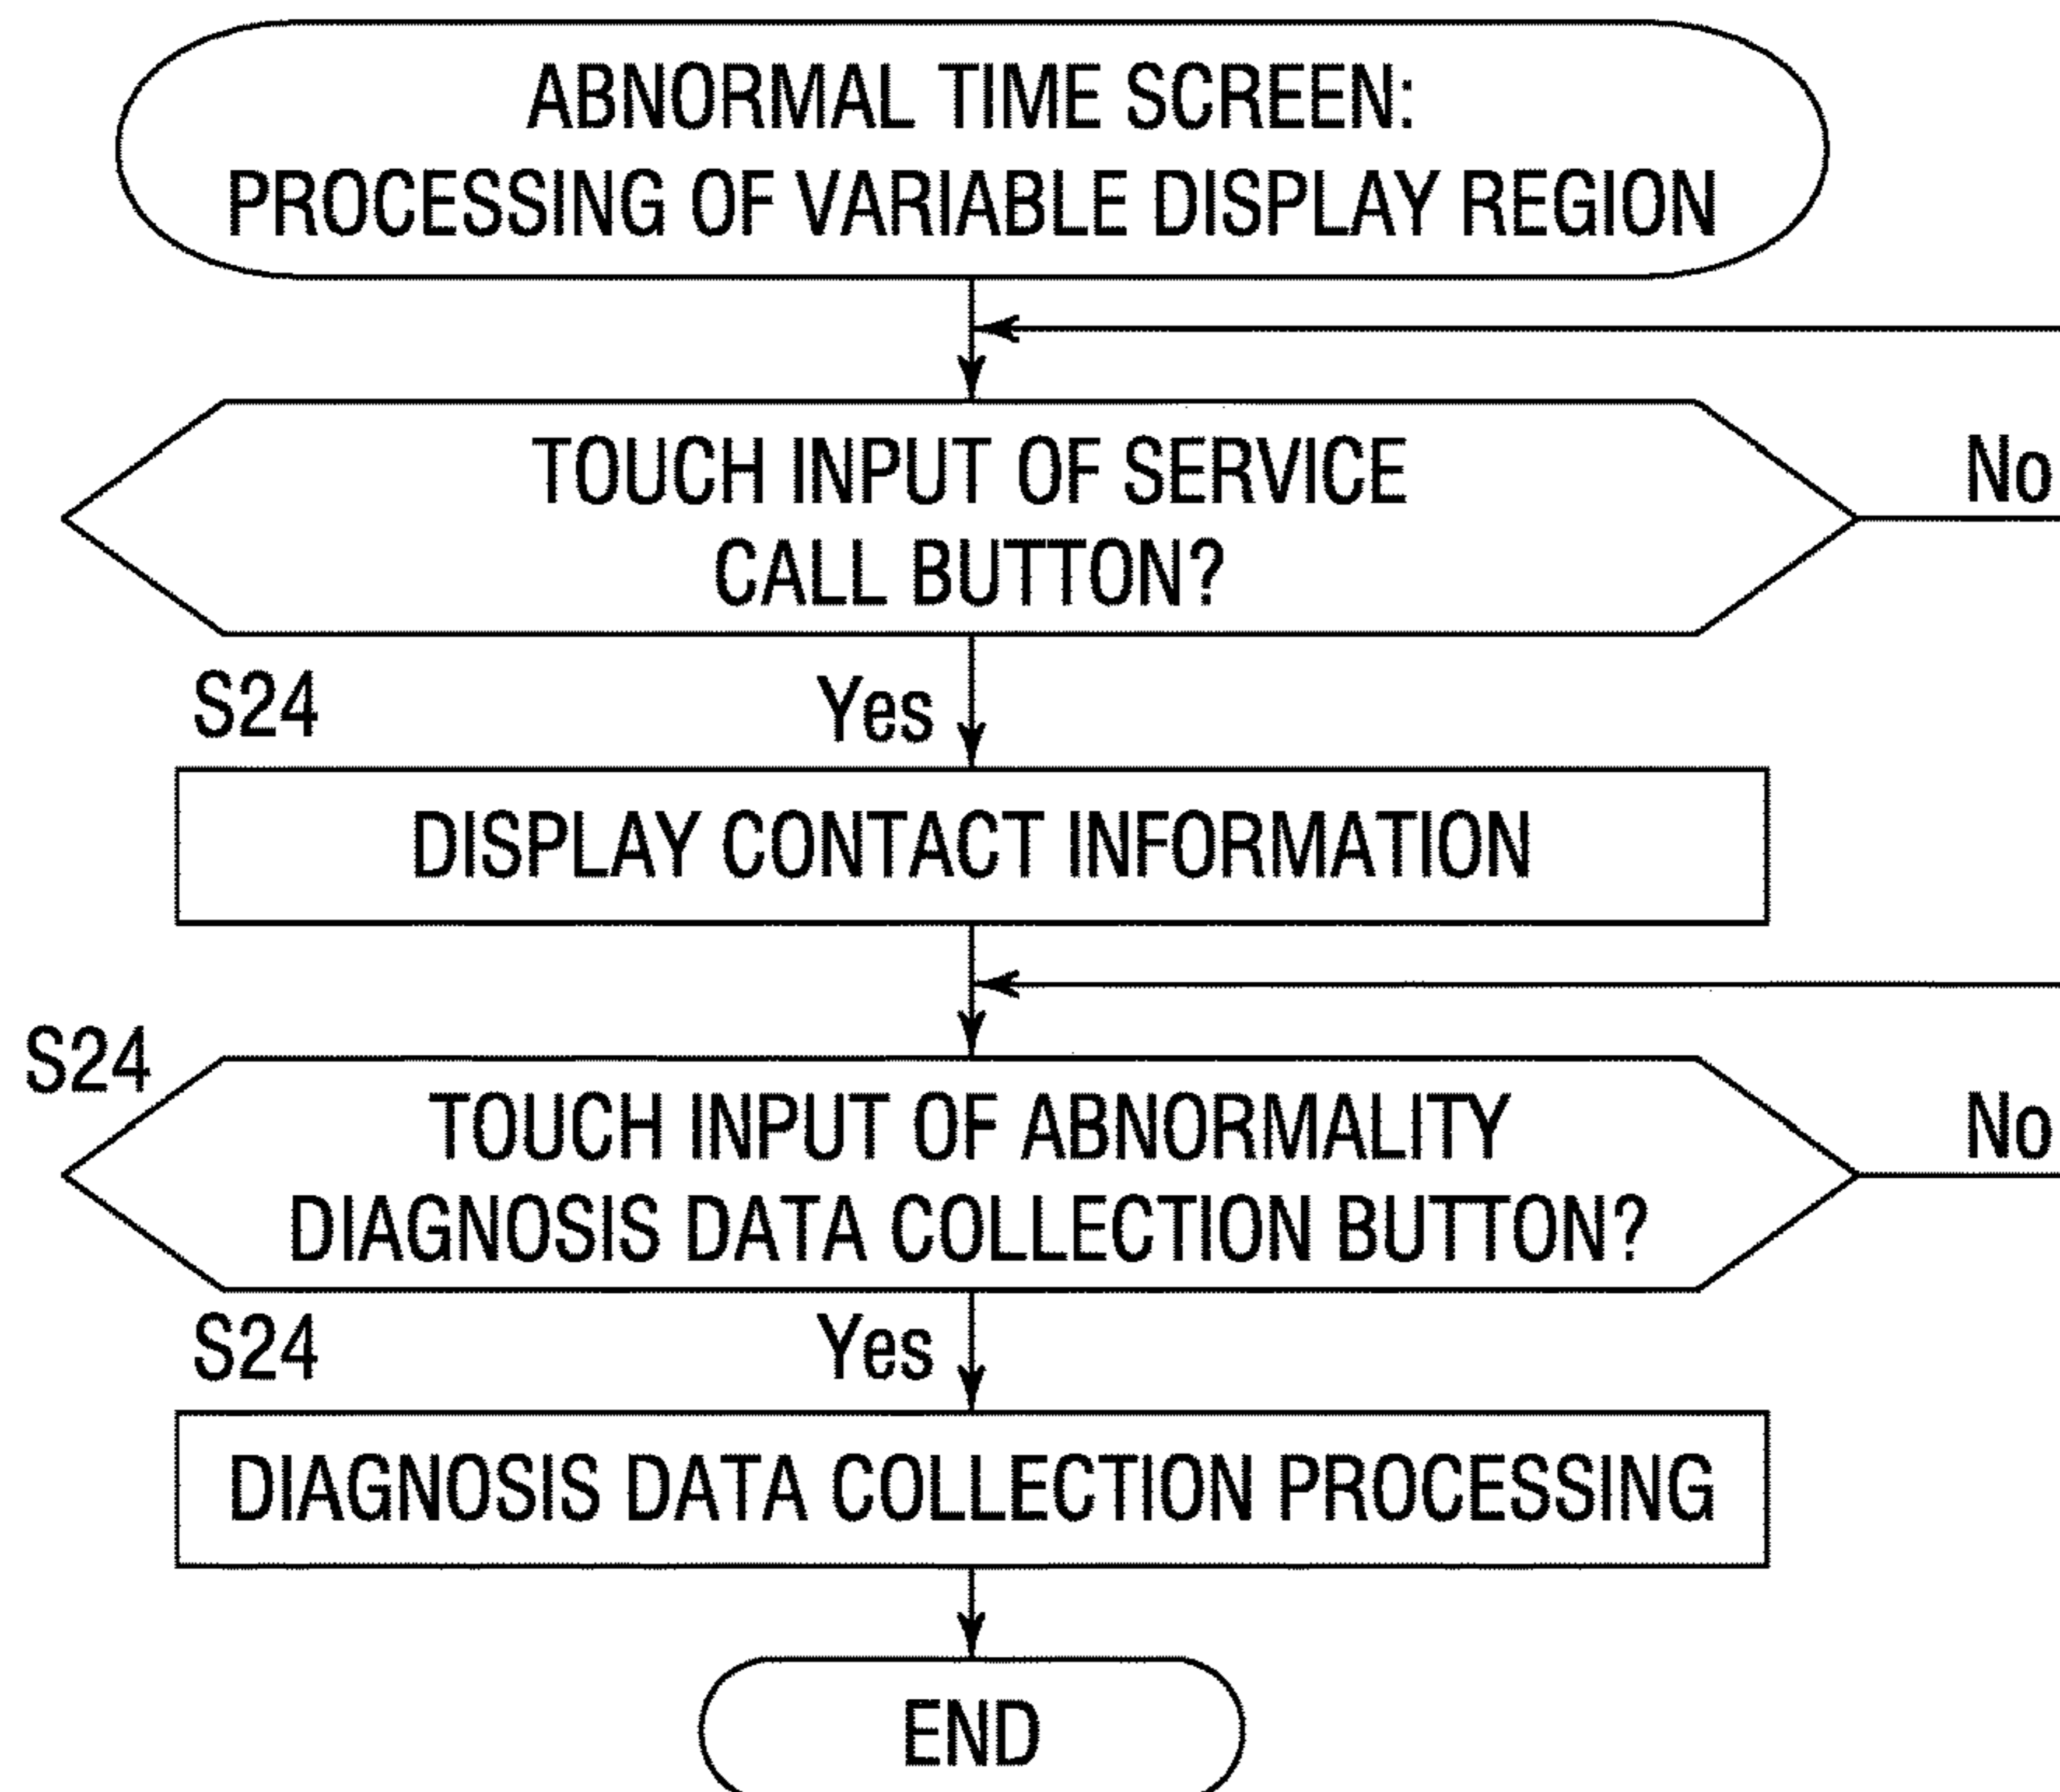 ABNORMAL TIME SCREEN:
PROCESSING OF VARIABLE DISPLAY REGION
TOUCH INPUT OF SERVICE
CALL BUTTON?
No
S24
Yes
DISPLAY CONTACT INFORMATION
S24
TOUCH INPUT OF ABNORMALITY
DIAGNOSIS DATA COLLECTION BUTTON?
No
S24
Yes
DIAGNOSIS DATA COLLECTION PROCESSING
END